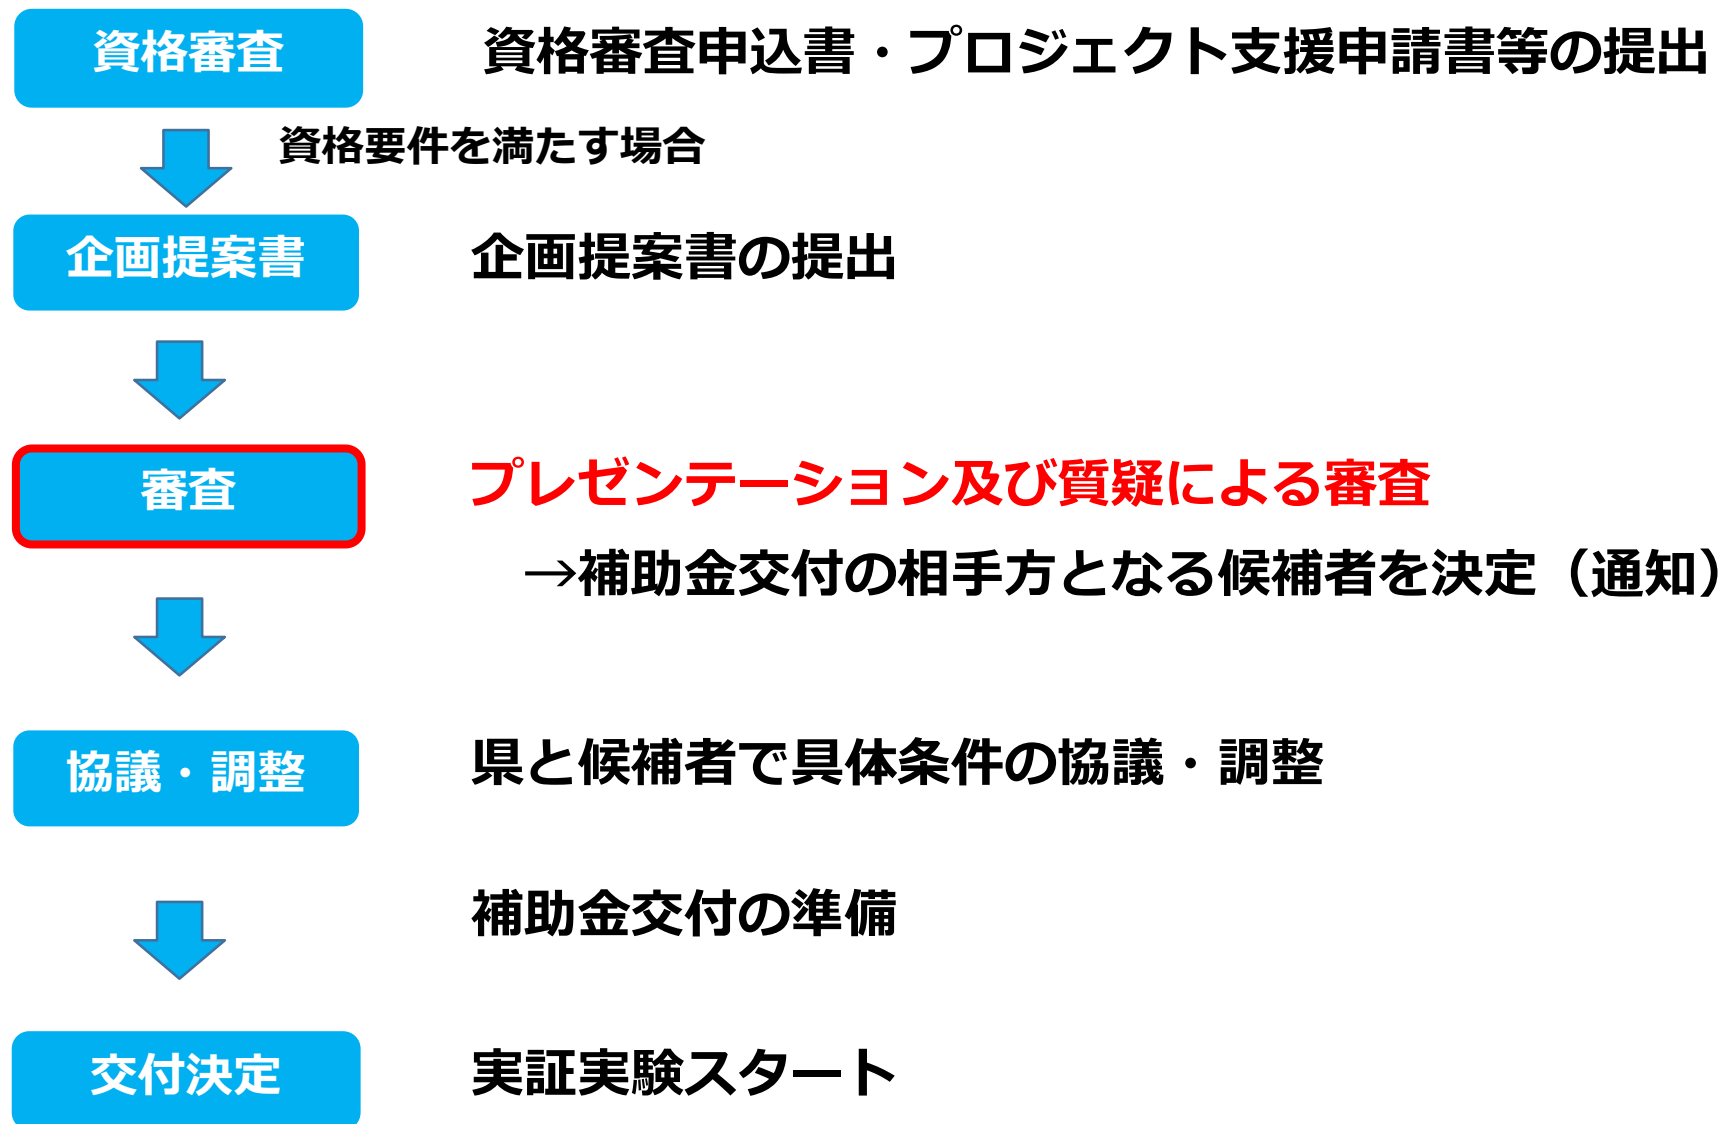 資格審査 資格審査申込書・プロジェクト支援申請書等の提出
資格要件を満たす場合
企画提案書 企画提案書の提出
審査 プレゼンテーション及び質疑による審査
→補助金交付の相手方となる候補者を決定（通知）
協議・調整 県と候補者で具体条件の協議・調整
補助金交付の準備
交付決定 実証実験スタート